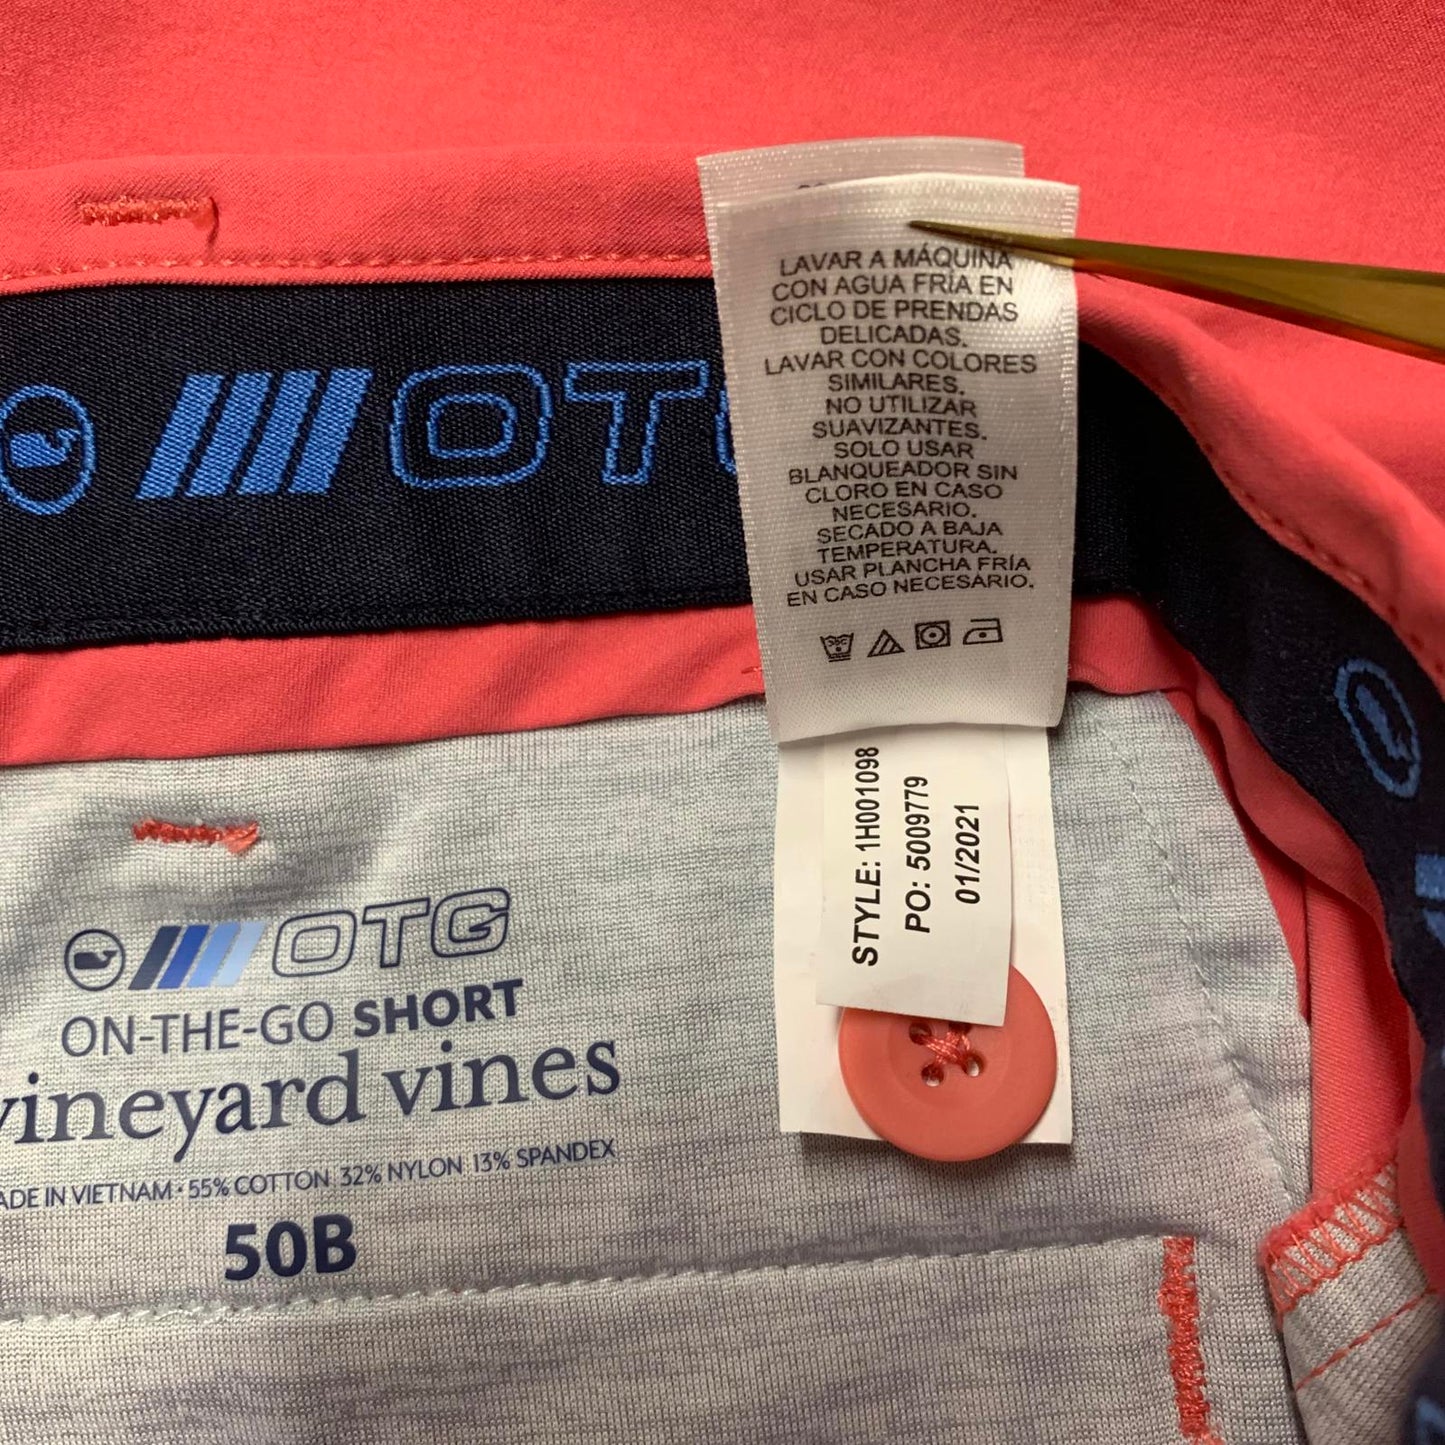 OTG
LAVAR A MÁQUINA
CON AGUA FRÍA EN
CICLO DE PRENDAS
DELICADAS.
LAVAR CON COLORES
SIMILARES.
NO UTILIZAR
SUAVIZANTES.
SOLO USAR
BLANQUEADOR SIN
CLORO EN CASO
NECESARIO.
SECADO A BAJA
TEMPERATURA.
USAR PLANCHA FRÍA
EN CASO NECESARIO.
STYLE: 1H001098
PO: 5009779
01/2021
OTG
ON-THE-GO SHORT
vineyard vines
ADE IN VIETNAM • 55% COTTON 32% NYLON 13% SPANDEX
50B